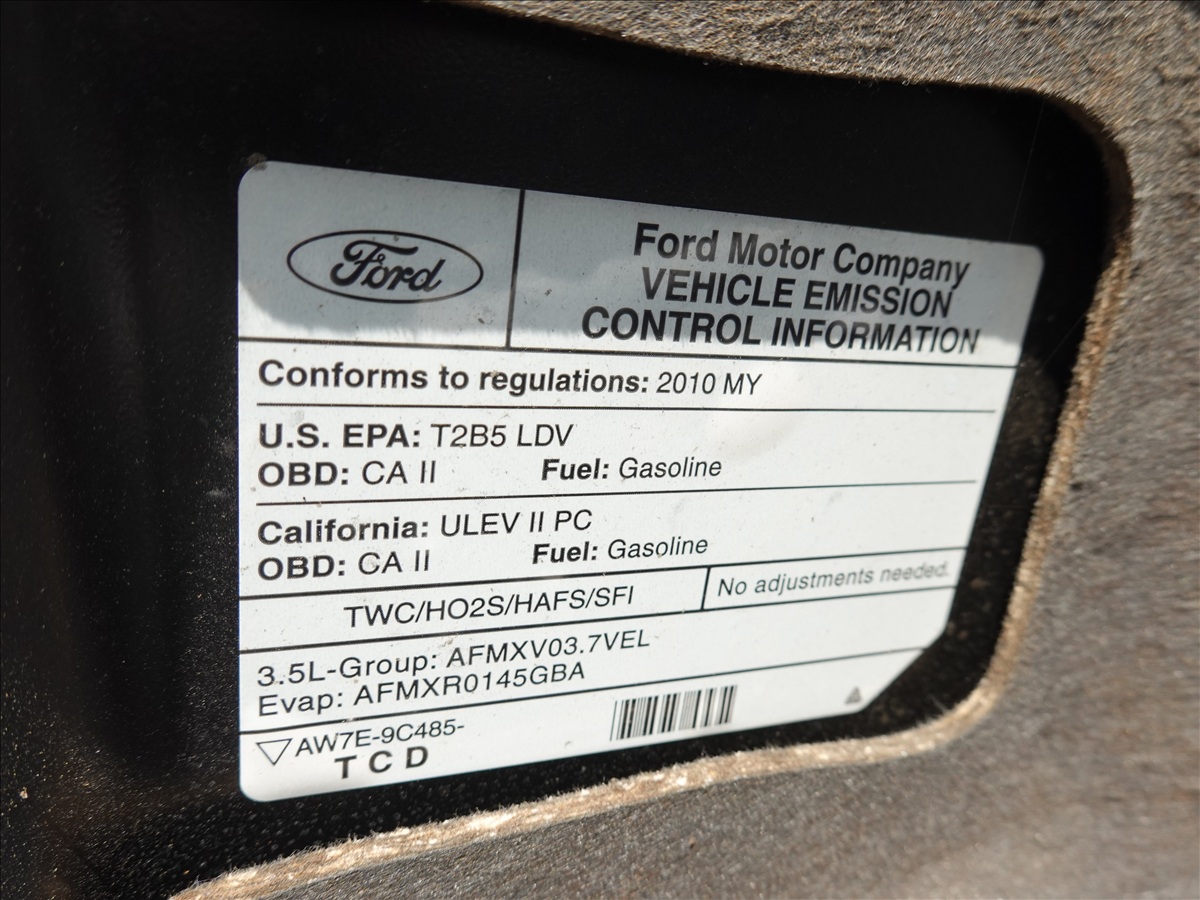 Ford
Ford Motor Company
VEHICLE EMISSION
CONTROL INFORMATION
Conforms to regulations: 2010 MY
U.S. EPA: T2B5 LDV
OBD: CA II Fuel: Gasoline
California: ULEV II PC
OBD: CA II Fuel: Gasoline
TWC/HO2S/HAFS/SFI No adjustments needed.
3.5L-Group: AFMXV03.7VEL
Evap: AFMXR0145GBA
AW7E-9C485-
T C D